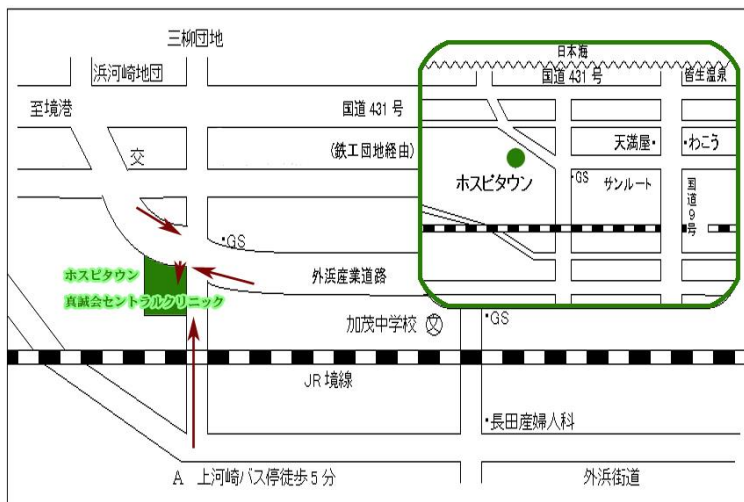 三柳団地
浜河崎地団
至境港
国道431号
交
(鉄工団地経由)
GS
ホスピタウン
真誠会セントラルクリニック
外浜産業道路
加茂中学校
文
JR境線
長田産婦人科
A 上河崎バス停徒歩5分
外浜街道
GS
日本海
国道431号
皆生温泉
天満屋
わこう
ホスピタウン
GS
サンルート
国道9号